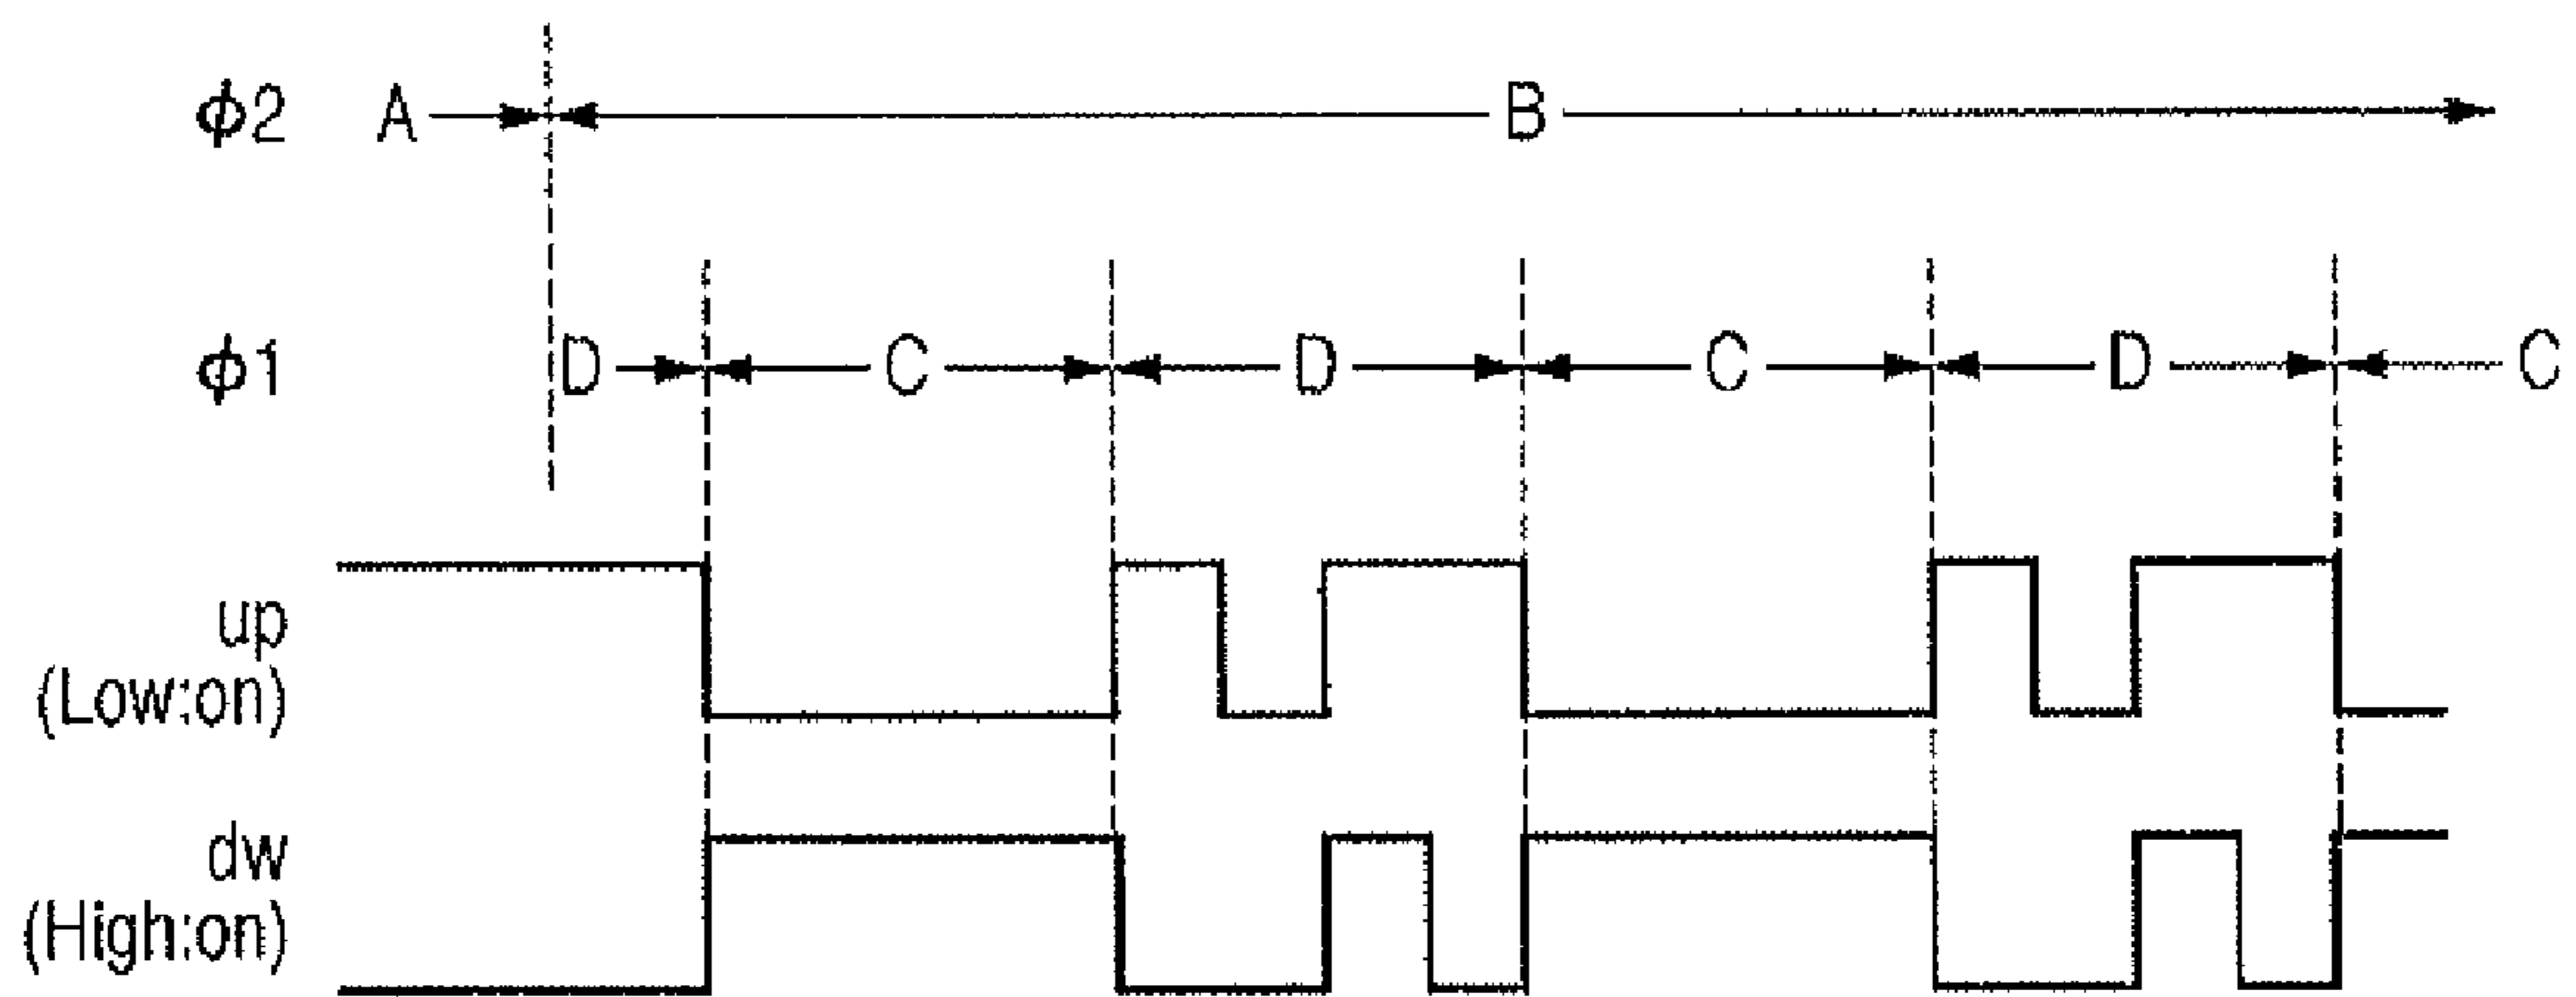 ϕ2 A B
ϕ1 D C D C D C
up
(Low:on)
dw
(High:on)